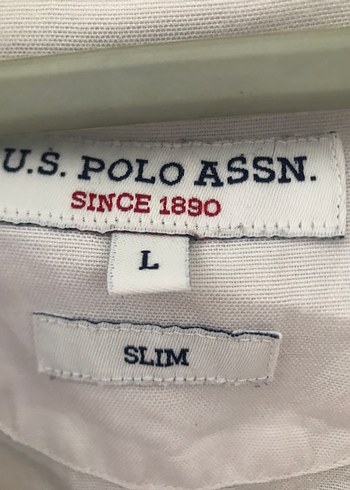 U.S. POLO ASSN.
SINCE 1890
L
SLIM